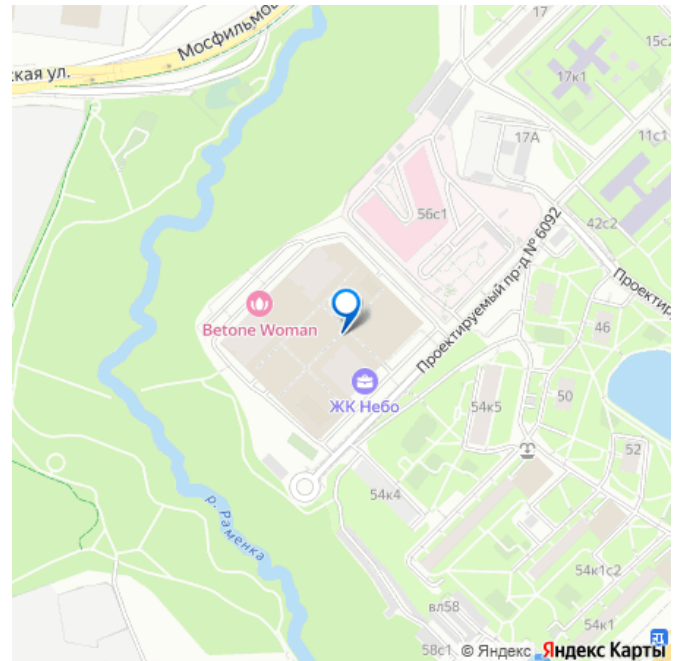 17
15с2
Мосфильмов
ская ул.
17к1
17А
11с1
56с1
42с2
Проектируемый пр-д № 6092
Проектир
Betone Woman
46
ЖК Небо
54к5
50
52
54к4
р. Раменка
54к1с2
вл58
54к1
58с1
© Яндекс Яндекс Карты